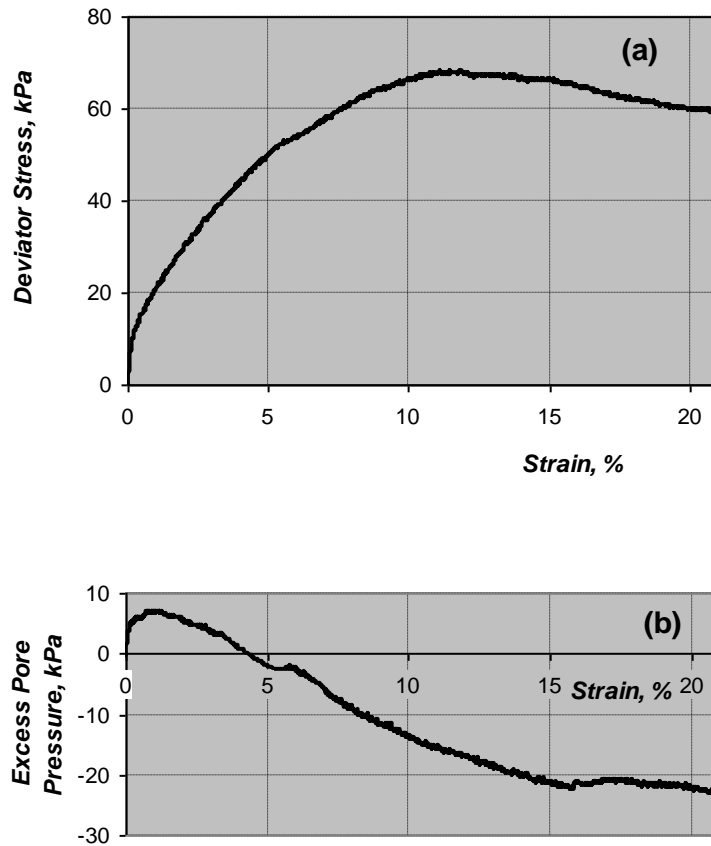 80
(a)
60
40
20
0
Deviator Stress, kPa
0 5 10 15 20
Strain, %
10
(b)
0
0 5 10 15 20
Strain, %
-10
-20
-30
Excess Pore
Pressure, kPa